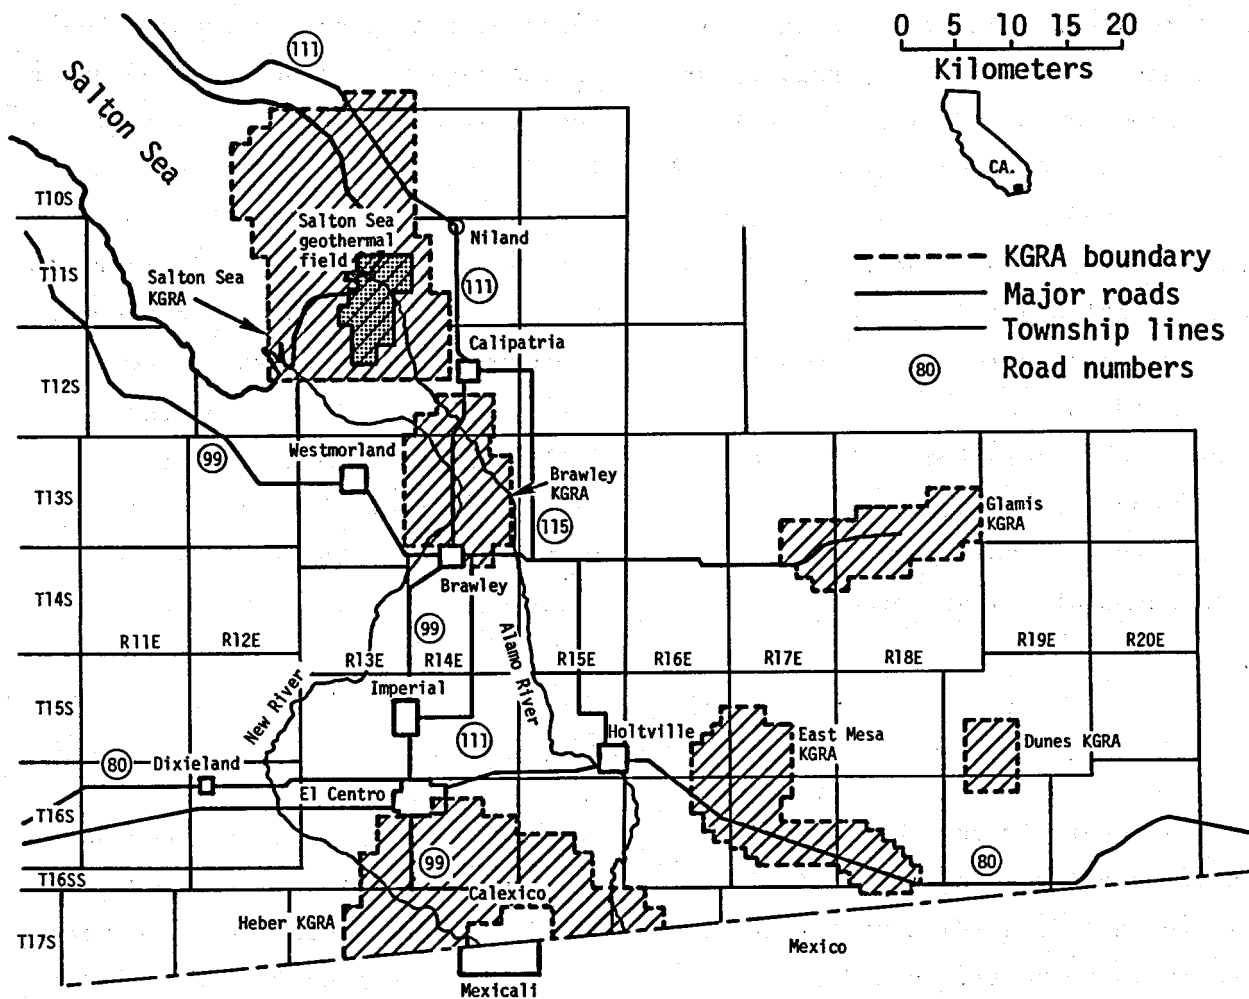 0 5 10 15 20
Kilometers
111
Salton Sea
CA.
T10S
Salton Sea
geothermal
field
Niland
KGRA boundary
Major roads
Township lines
80 Road numbers
T11S
Salton Sea
KGRA
111
Calipatria
T12S
Westmorland
99
Brawley
KGRA
T13S
115
Glamis
KGRA
Brawley
T14S
99
R11E R12E R13E R14E R15E R16E R17E R18E R19E R20E
Alamo River
New River
Imperial
T15S
111
Holtville
East Mesa
KGRA
Dunes KGRA
80
Dixieland
El Centro
T16S
99
80
T16SS
Calexico
Heber KGRA
T17S
Mexico
Mexicali